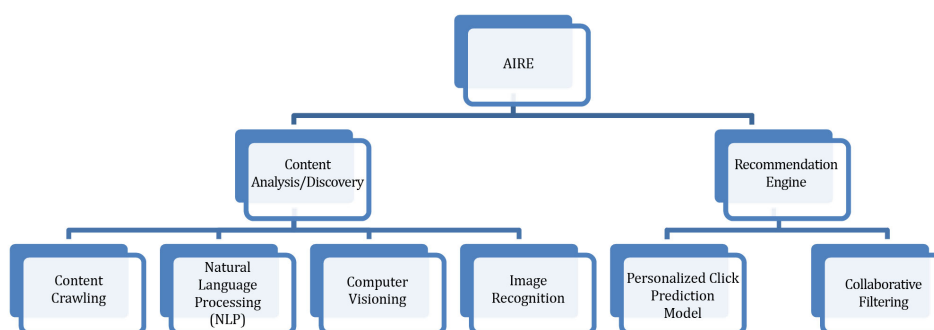 AIRE
Content
Analysis/Discovery
Recommendation
Engine
Content
Crawling
Natural
Language
Processing
(NLP)
Computer
Visioning
Image
Recognition
Personalized Click
Prediction
Model
Collaborative
Filtering